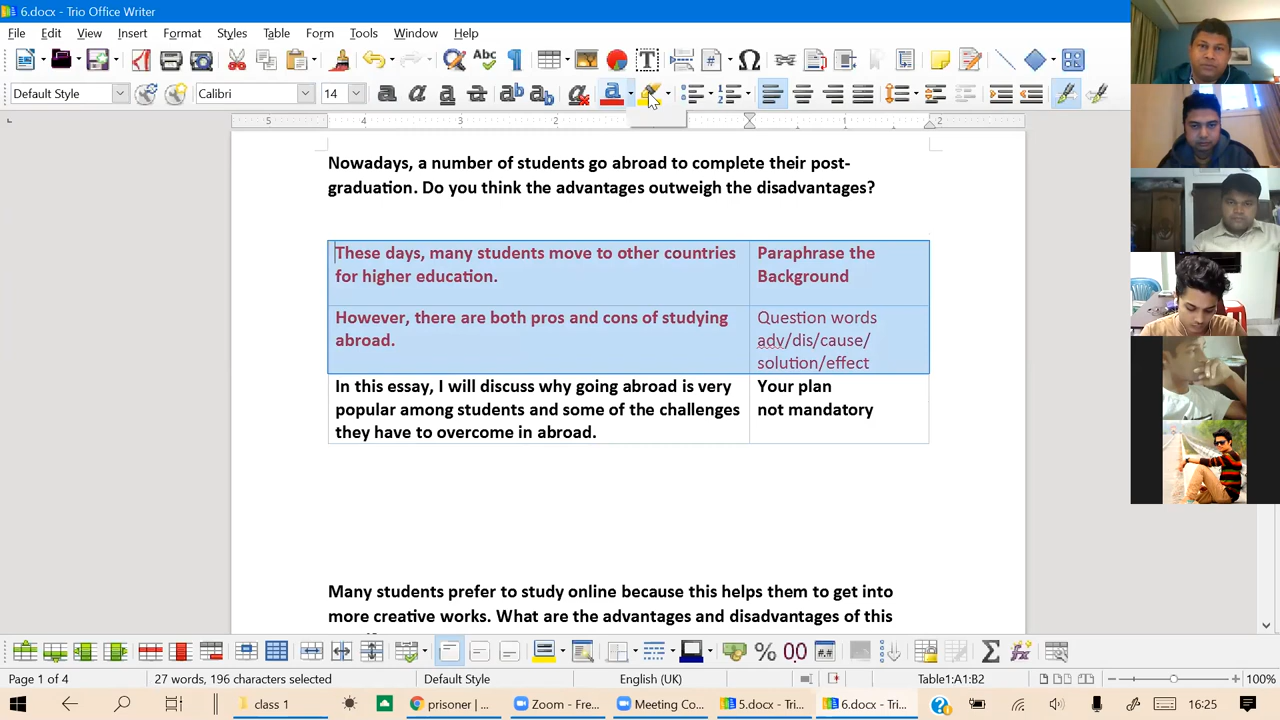 6.docx - Trio Office Writer
File Edit View Insert Format Styles Table Form Tools Window Help
Default Style Calibri 14
5 4 3 2 1 2
Nowadays, a number of students go abroad to complete their post-
graduation. Do you think the advantages outweigh the disadvantages?
These days, many students move to other countries
for higher education.
Paraphrase the
Background
However, there are both pros and cons of studying
abroad.
Question words
adv/dis/cause/
solution/effect
In this essay, I will discuss why going abroad is very
popular among students and some of the challenges
they have to overcome in abroad.
Your plan
not mandatory
Many students prefer to study online because this helps them to get into
more creative works. What are the advantages and disadvantages of this
Page 1 of 4 27 words, 196 characters selected Default Style English (UK) Table1:A1:B2 100%
class 1 prisoner | ... Zoom - Fre... Meeting Co... 5.docx - Tri... 6.docx - Tri... 16:25